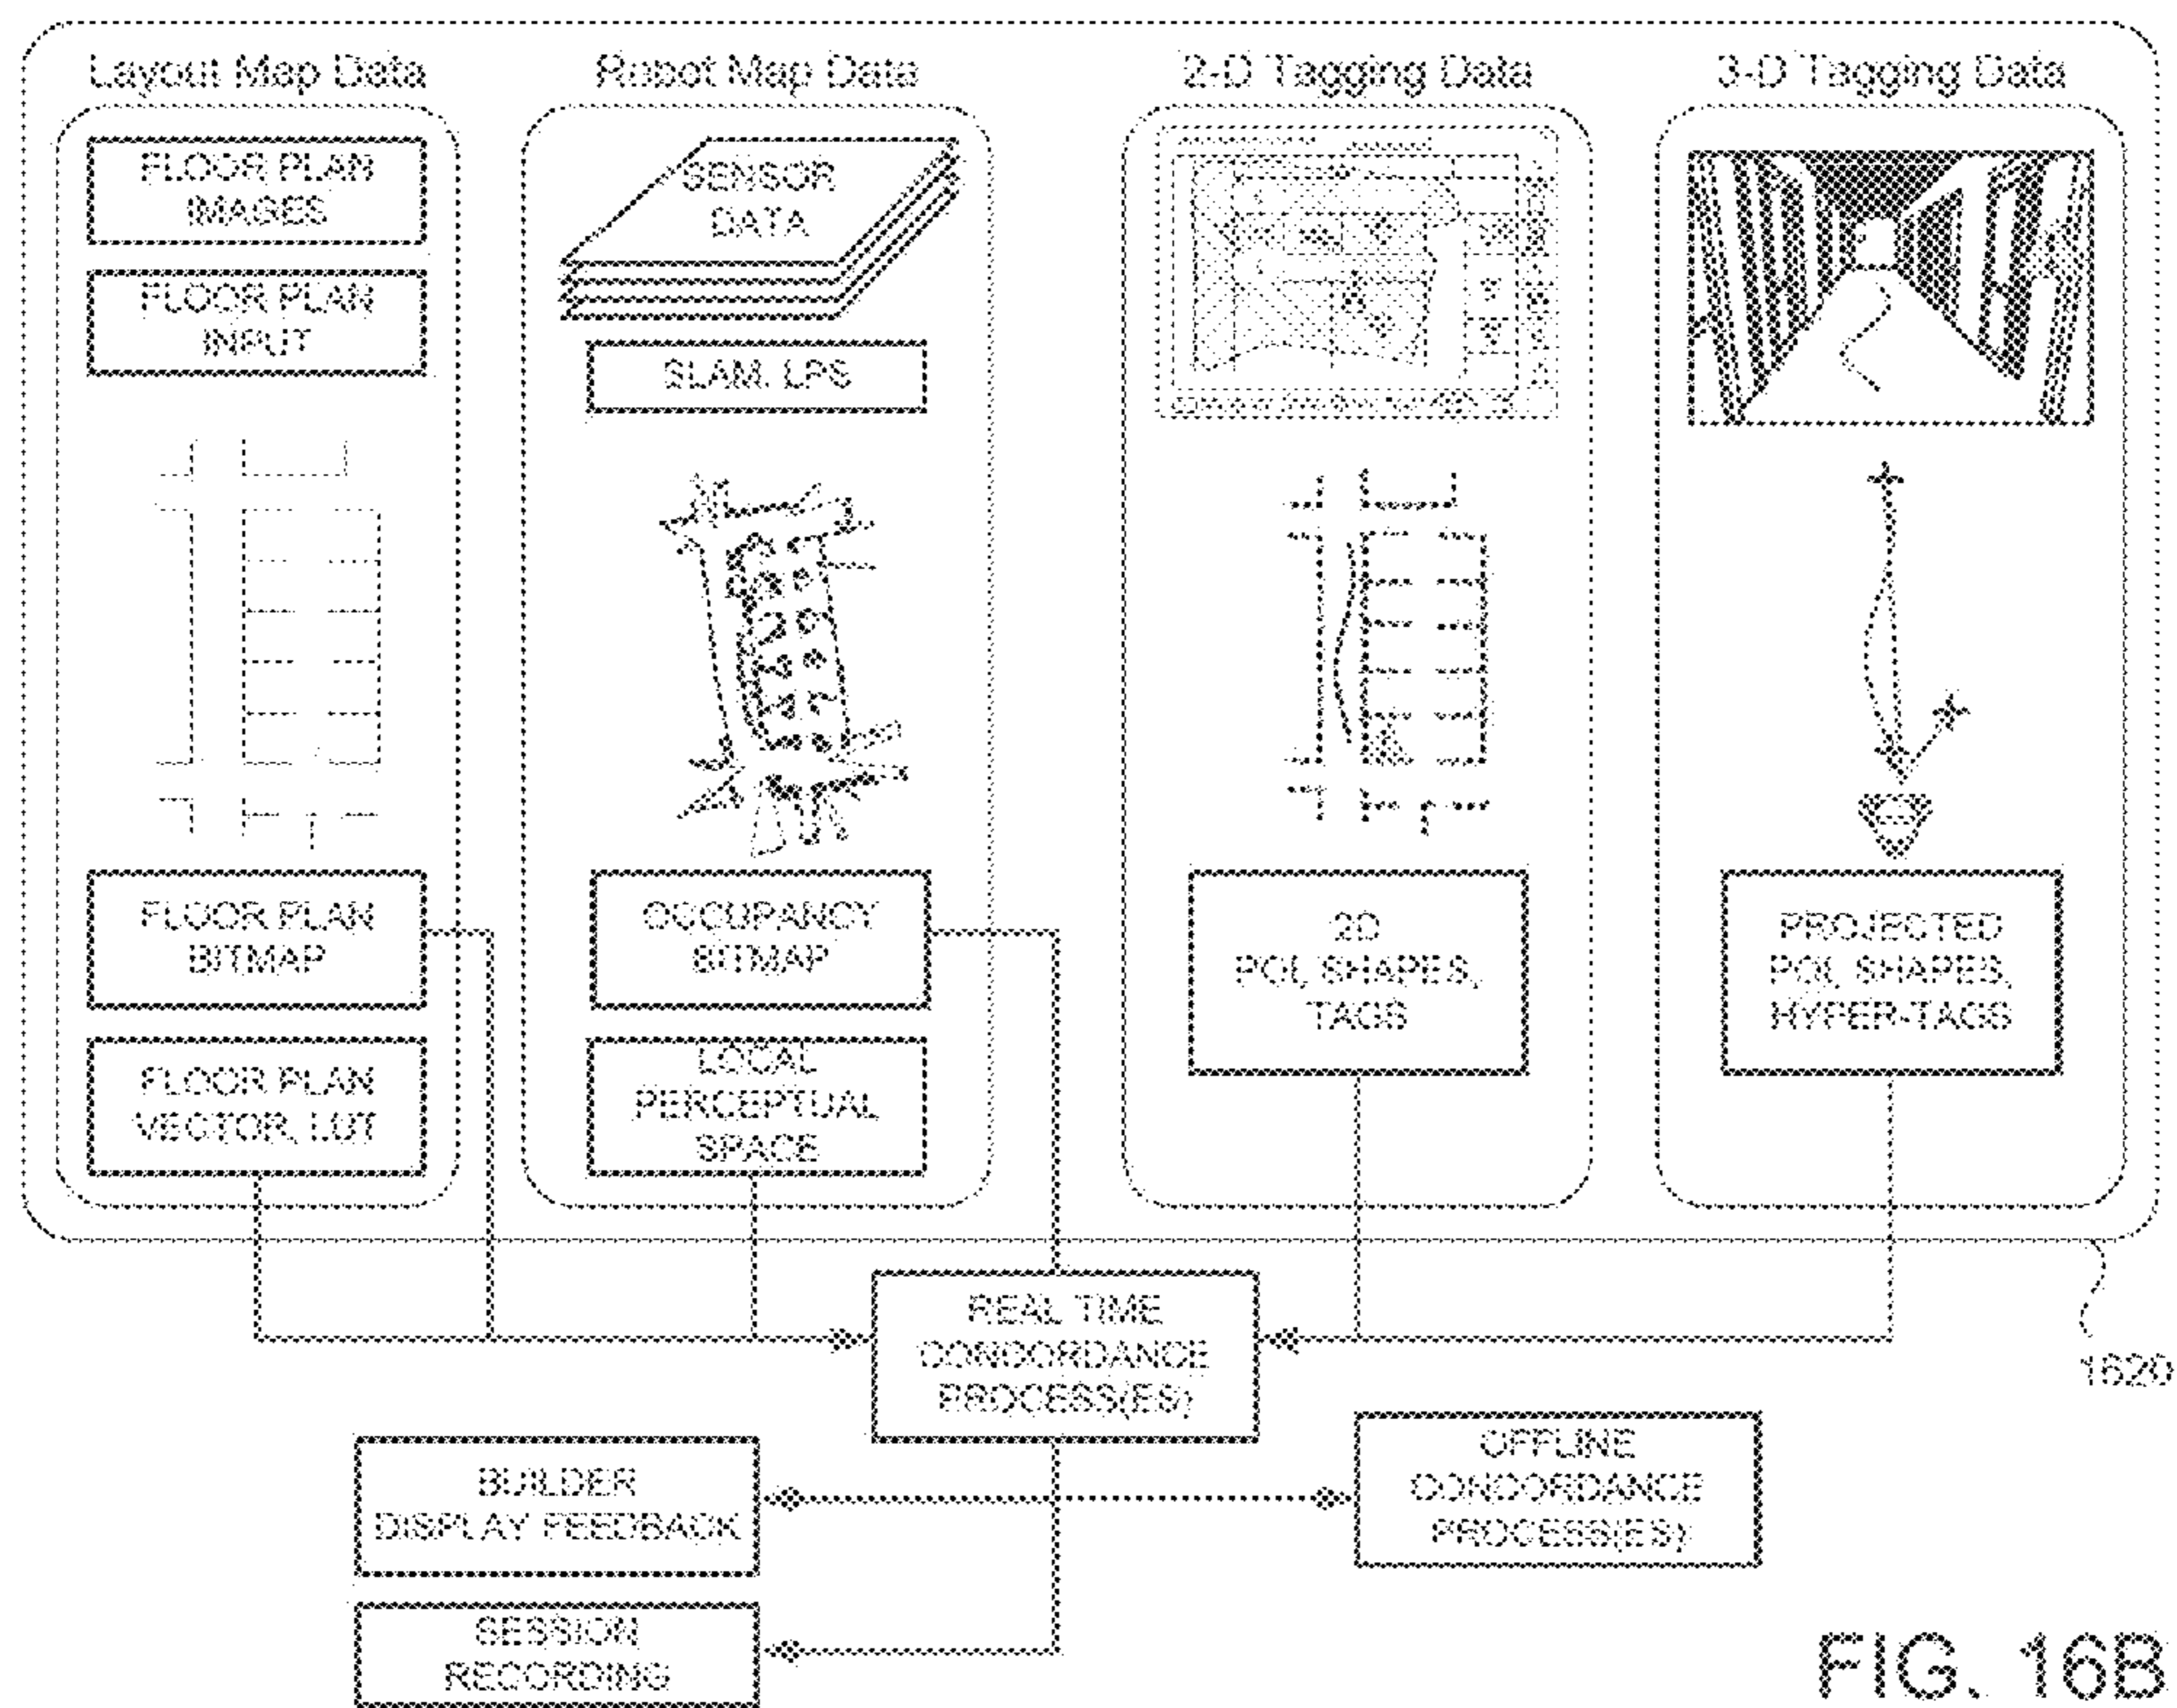 Layout Map Data
FLOOR PLAN
IMAGES
FLOOR PLAN
INPUT
FLOOR PLAN
BITMAP
FLOOR PLAN
VECTOR, LUT
Robot Map Data
SENSOR
DATA
SLAM, LPS
OCCUPANCY
BITMAP
LOCAL
PERCEPTUAL
SPACE
2-D Tagging Data
2D
POI, SHAPES,
TAGS
3-D Tagging Data
PROJECTED
POI, SHAPES,
HYPER-TAGS
1620
REAL TIME
CONCORDANCE
PROCESS(ES)
OFFLINE
CONCORDANCE
PROCESS(ES)
BUILDER
DISPLAY FEEDBACK
SESSION
RECORDING
FIG. 16B